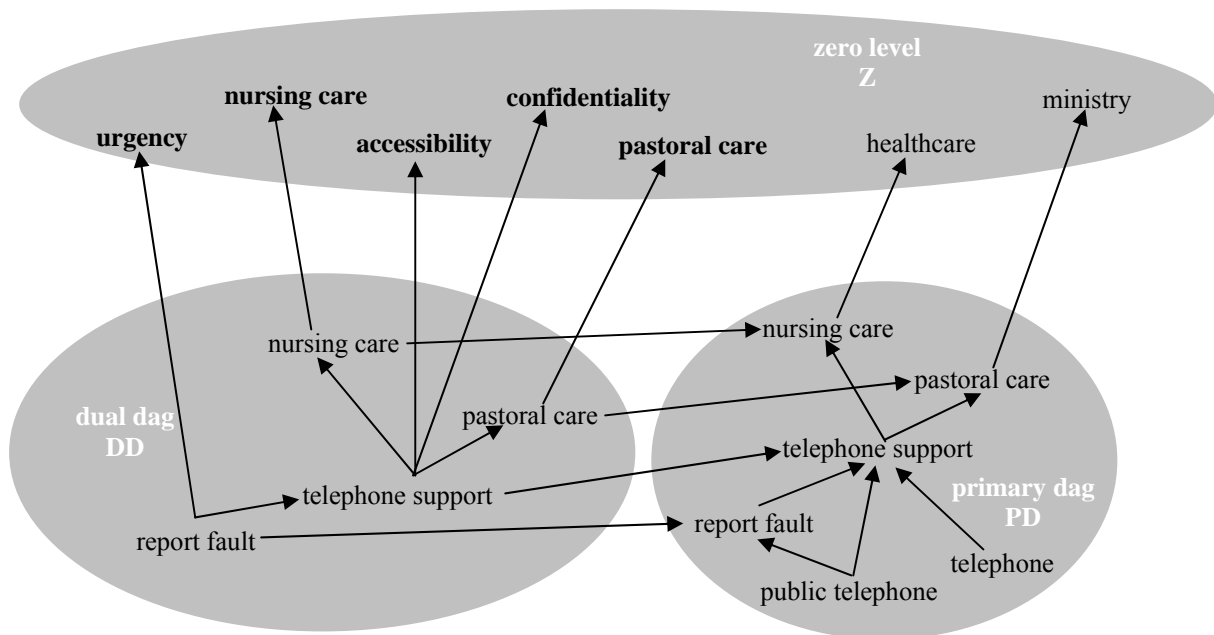 zero level
Z
nursing care
confidentiality
ministry
urgency
accessibility
pastoral care
healthcare
nursing care
nursing care
pastoral care
pastoral care
dual dag
DD
telephone support
telephone support
primary dag
PD
report fault
report fault
telephone
public telephone